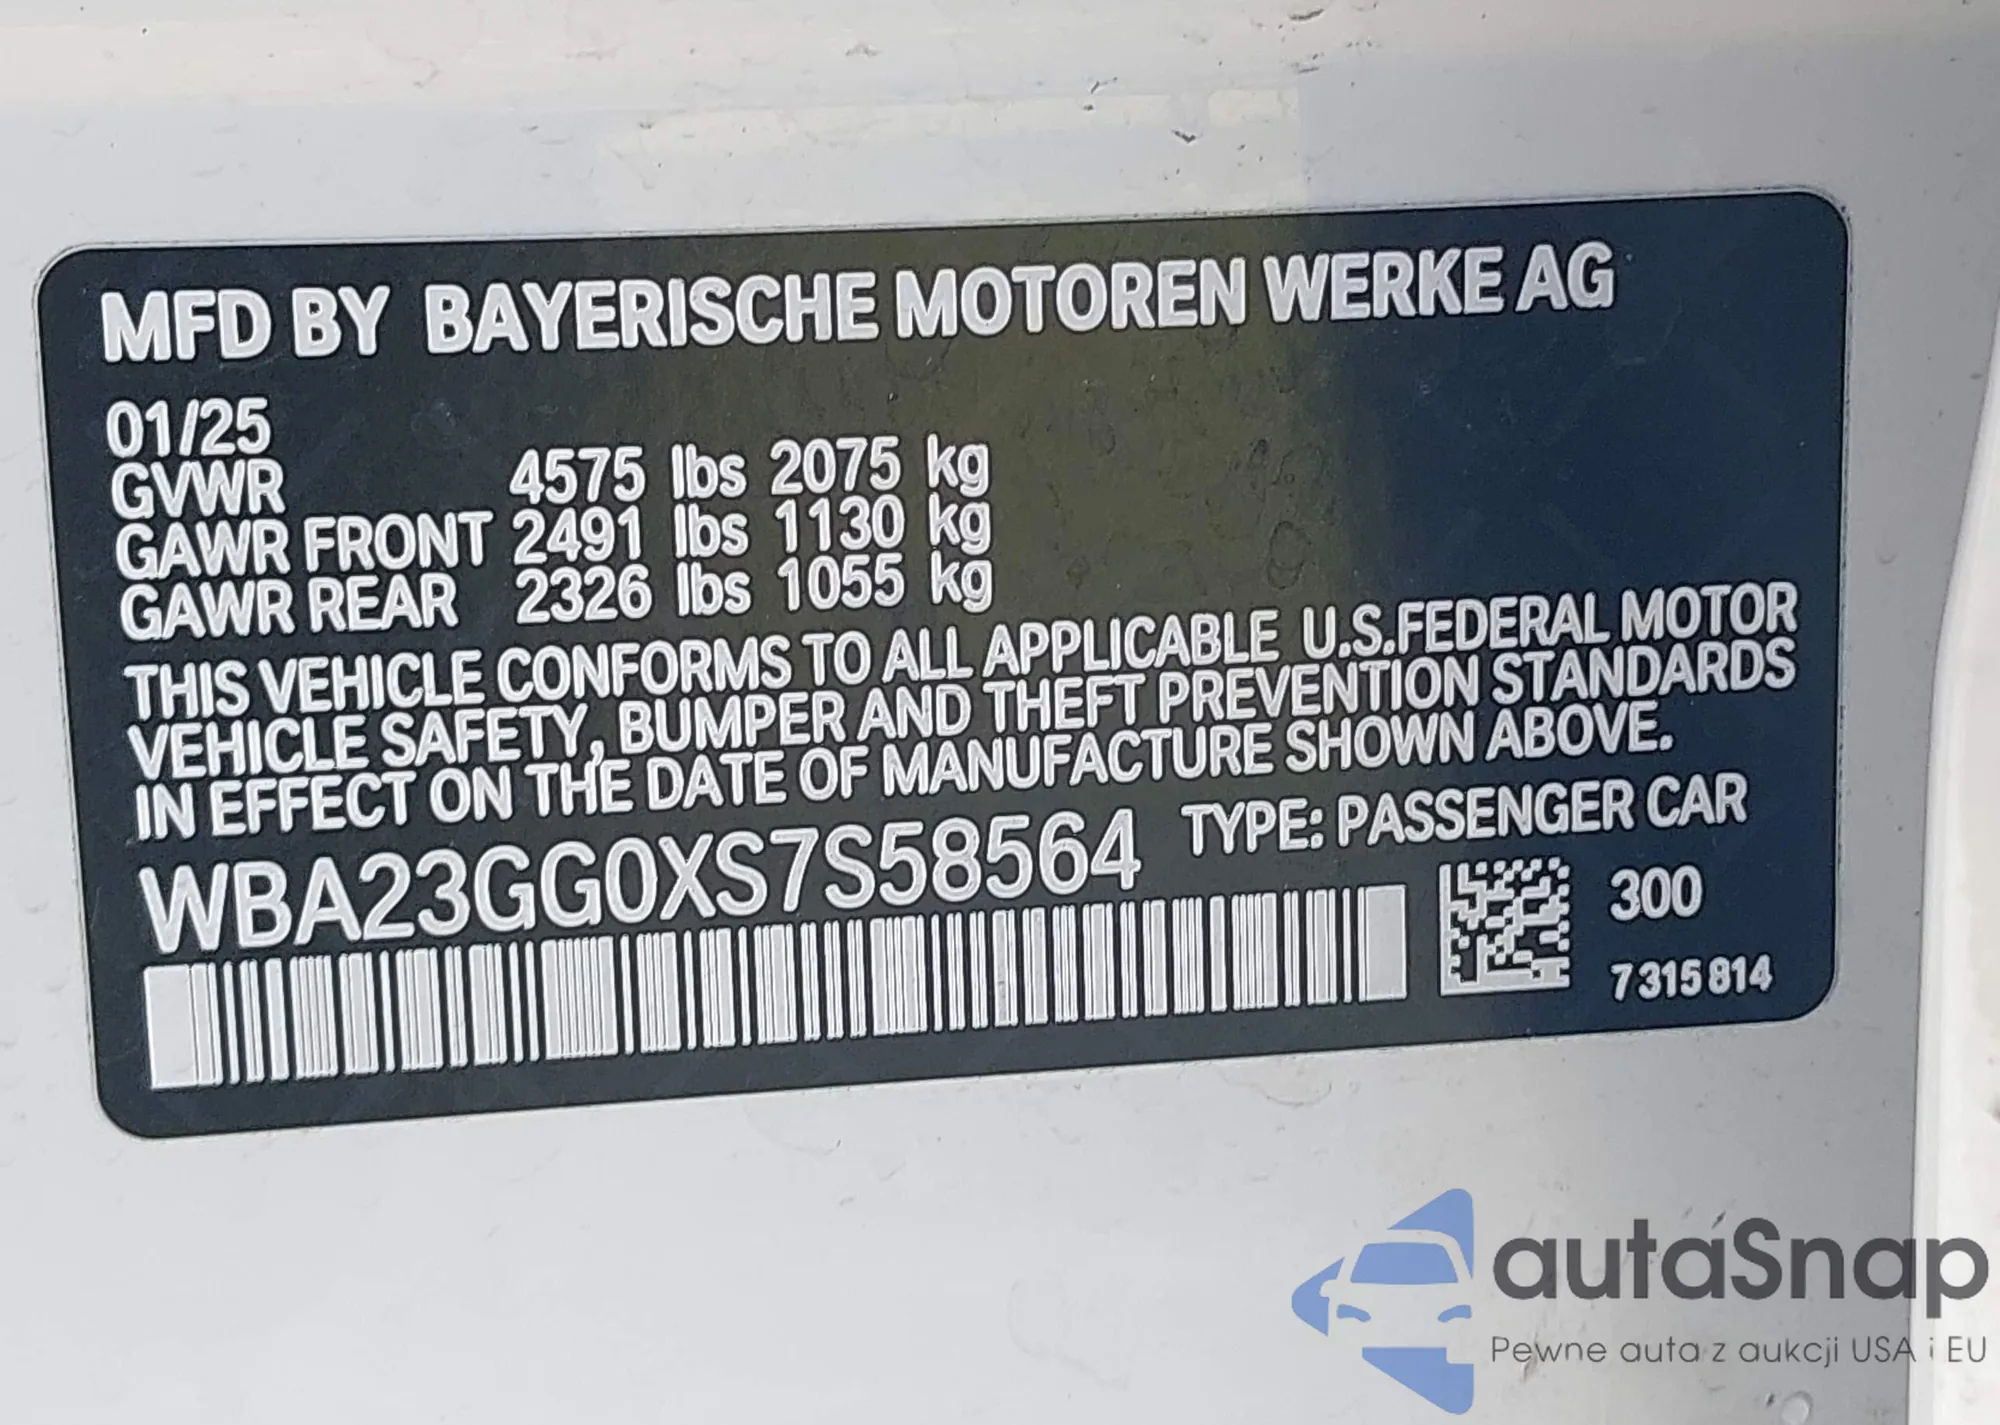 MFD BY BAYERISCHE MOTOREN WERKE AG
01/25
GVWR 4575 lbs 2075 kg
GAWR FRONT 2491 lbs 1130 kg
GAWR REAR 2326 lbs 1055 kg
THIS VEHICLE CONFORMS TO ALL APPLICABLE U.S.FEDERAL MOTOR
VEHICLE SAFETY, BUMPER AND THEFT PREVENTION STANDARDS
IN EFFECT ON THE DATE OF MANUFACTURE SHOWN ABOVE.
WBA23GG0XS7S58564 TYPE: PASSENGER CAR
300
7315814
autaSnap
Pewne auta z aukcji USA i EU